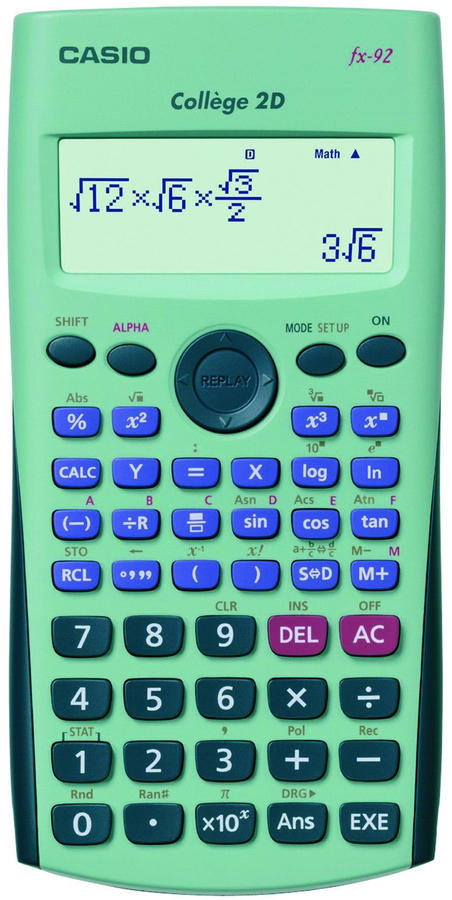 CASIO fx-92
Collège 2D
D Math ▲
√12×√6×√3/2
3√6
SHIFT ALPHA MODE SETUP ON
REPLAY
Abs √■ ³√■ ■√□
% x² x³ x■
: 10■ e■
CALC Y = X log ln
A B C Asn D Acs E Atn F
(−) ÷R sin cos tan
STO ← x⁻¹ x! a+b/c⇔d/c M− M
RCL °,,, ( ) S⇔D M+
CLR INS OFF
7 8 9 DEL AC
4 5 6 × ÷
STAT , Pol Rec
1 2 3 + −
Rnd Ran# π DRG▶
0 · ×10ˣ Ans EXE